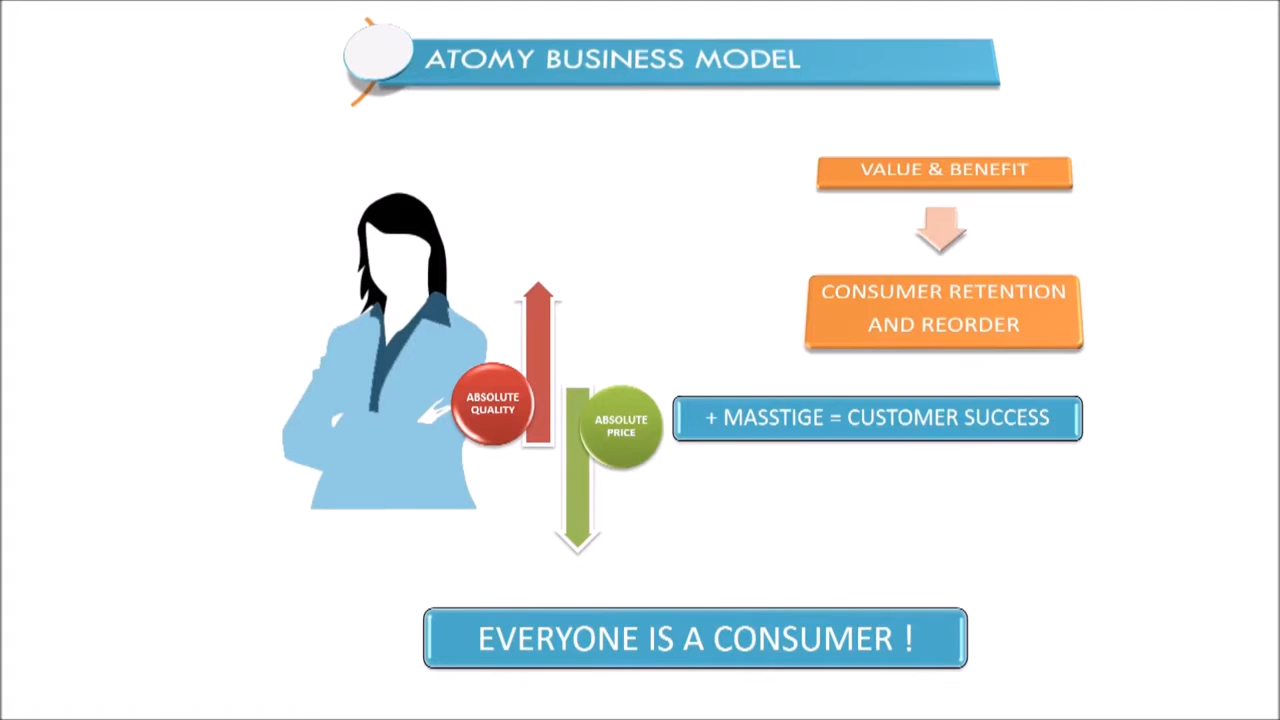 ATOMY BUSINESS MODEL
VALUE & BENEFIT
CONSUMER RETENTION
AND REORDER
ABSOLUTE
QUALITY
ABSOLUTE
PRICE
+ MASSTIGE = CUSTOMER SUCCESS
EVERYONE IS A CONSUMER !